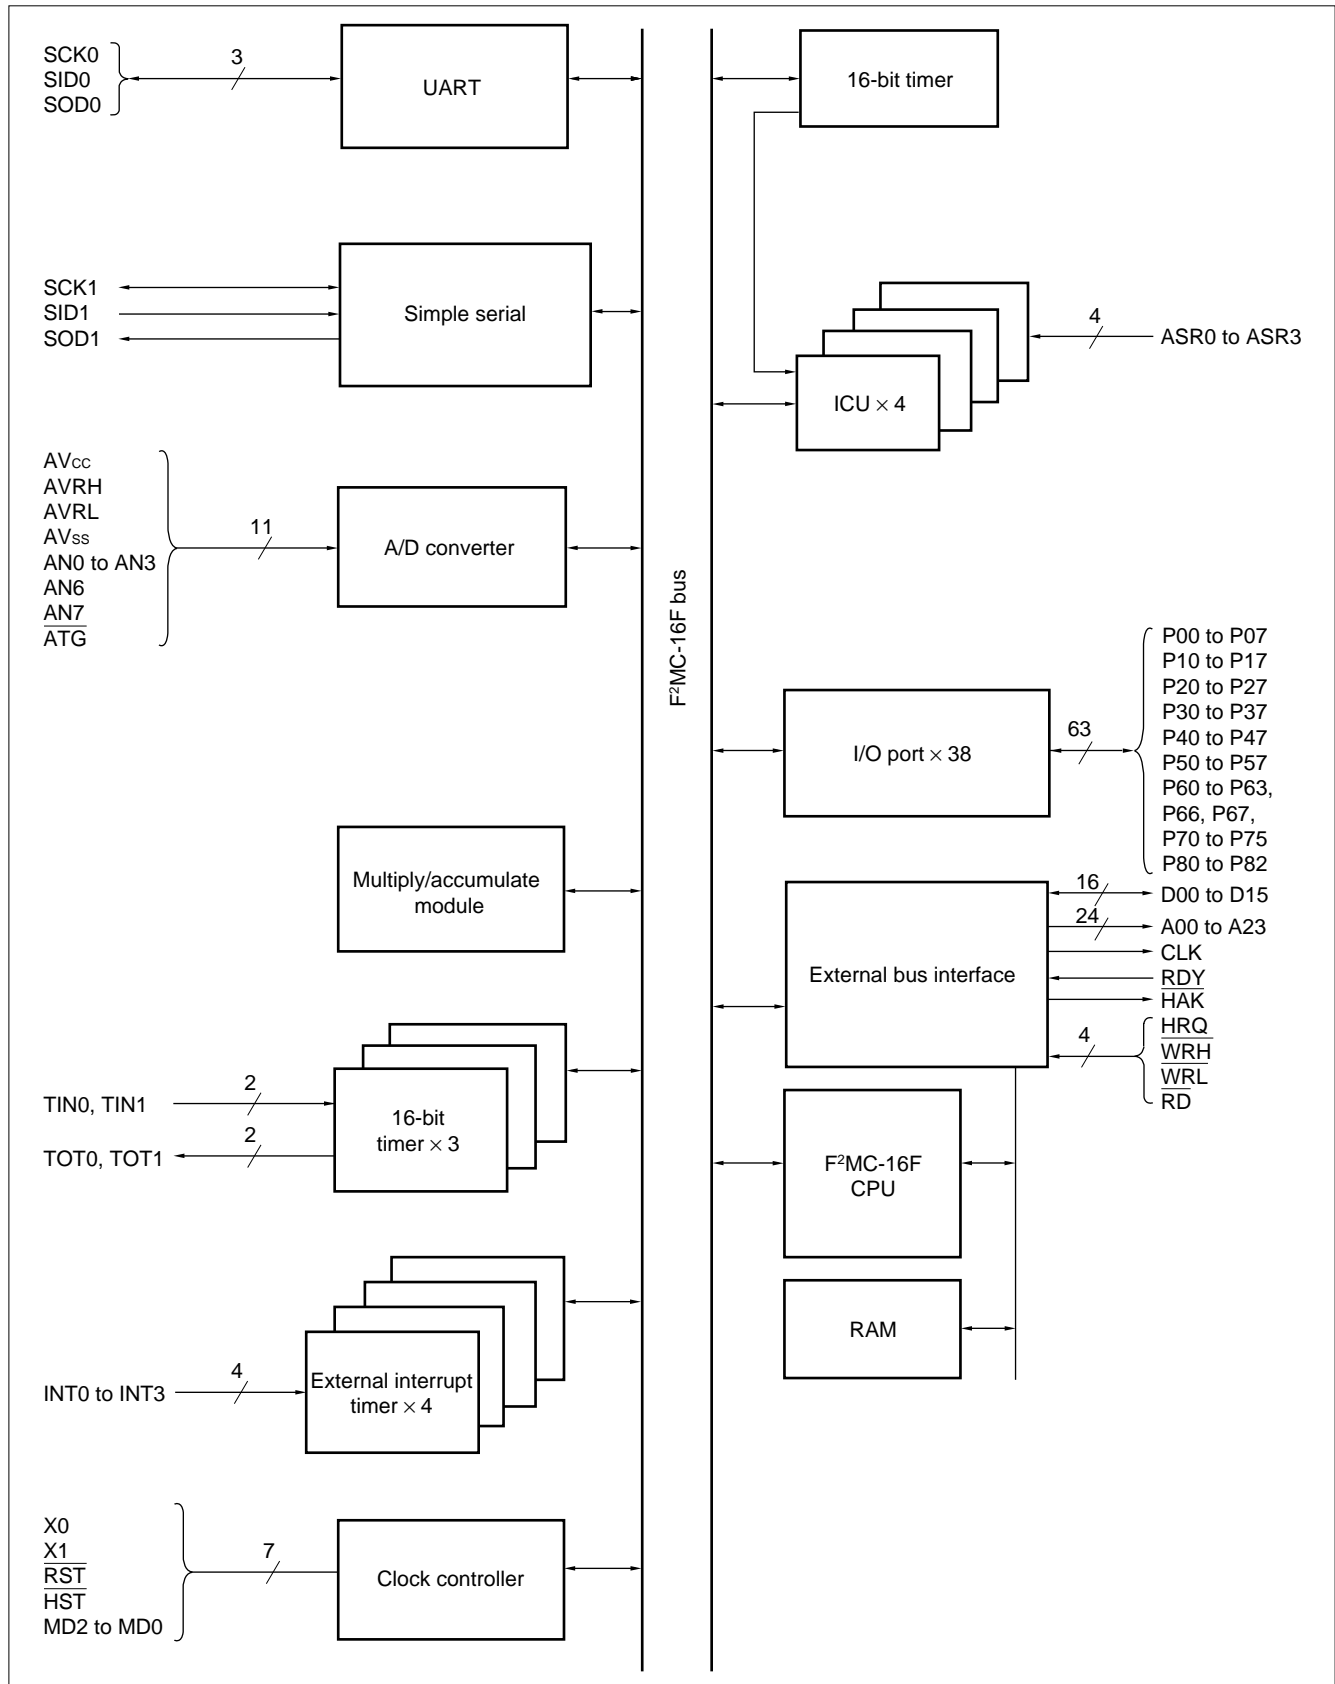 SCK0
SID0
SOD0
3
UART
16-bit timer
SCK1
SID1
SOD1
Simple serial
4
ASR0 to ASR3
ICU × 4
AVCC
AVRH
AVRL
AVSS
AN0 to AN3
AN6
AN7
ATG
11
A/D converter
F²MC-16F bus
I/O port × 38
63
P00 to P07
P10 to P17
P20 to P27
P30 to P37
P40 to P47
P50 to P57
P60 to P63,
P66, P67,
P70 to P75
P80 to P82
Multiply/accumulate
module
External bus interface
16
D00 to D15
24
A00 to A23
CLK
RDY
HAK
4
HRQ
WRH
WRL
RD
TIN0, TIN1
2
TOT0, TOT1
2
16-bit
timer × 3
F²MC-16F
CPU
RAM
INT0 to INT3
4
External interrupt
timer × 4
X0
X1
RST
HST
MD2 to MD0
7
Clock controller